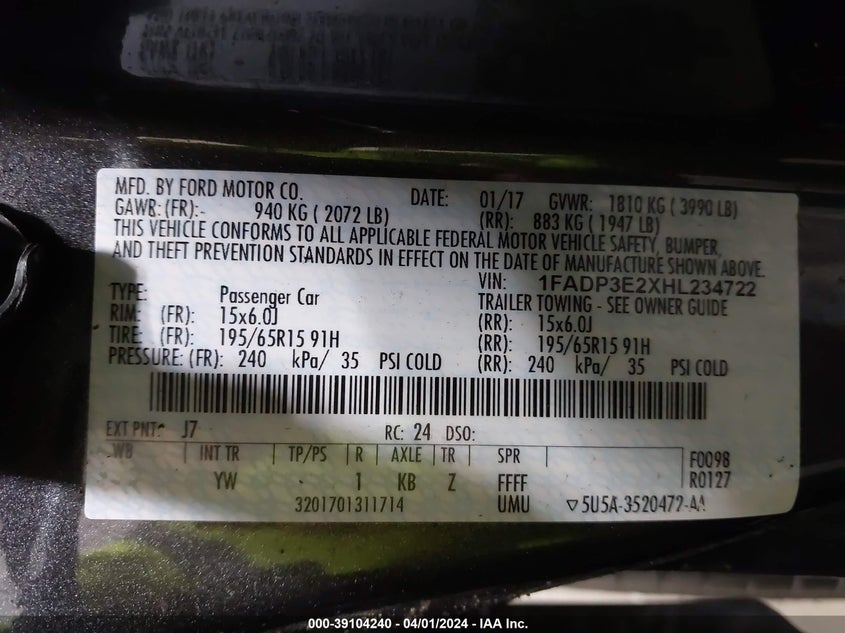 MFD. BY FORD MOTOR CO. DATE: 01/17 GVWR: 1810 KG ( 3990 LB)
GAWR: (FR):- 940 KG ( 2072 LB) (RR): 883 KG ( 1947 LB)
THIS VEHICLE CONFORMS TO ALL APPLICABLE FEDERAL MOTOR VEHICLE SAFETY, BUMPER,
AND THEFT PREVENTION STANDARDS IN EFFECT ON THE DATE OF MANUFACTURE SHOWN ABOVE.
VIN: 1FADP3E2XHL234722
TYPE: Passenger Car TRAILER TOWING - SEE OWNER GUIDE
RIM: (FR): 15x6.0J (RR): 15x6.0J
TIRE: (FR): 195/65R15 91H (RR): 195/65R15 91H
PRESSURE: (FR): 240 kPa/ 35 PSI COLD (RR): 240 kPa/ 35 PSI COLD
EXT PNT: J7 RC: 24 DSO:
WB INT TR TP/PS R AXLE TR SPR F0098
YW 1 KB Z FFFF R0127
3201701311714 UMU ▽5U5A-3520472-AA
000-39104240 - 04/01/2024 - IAA Inc.